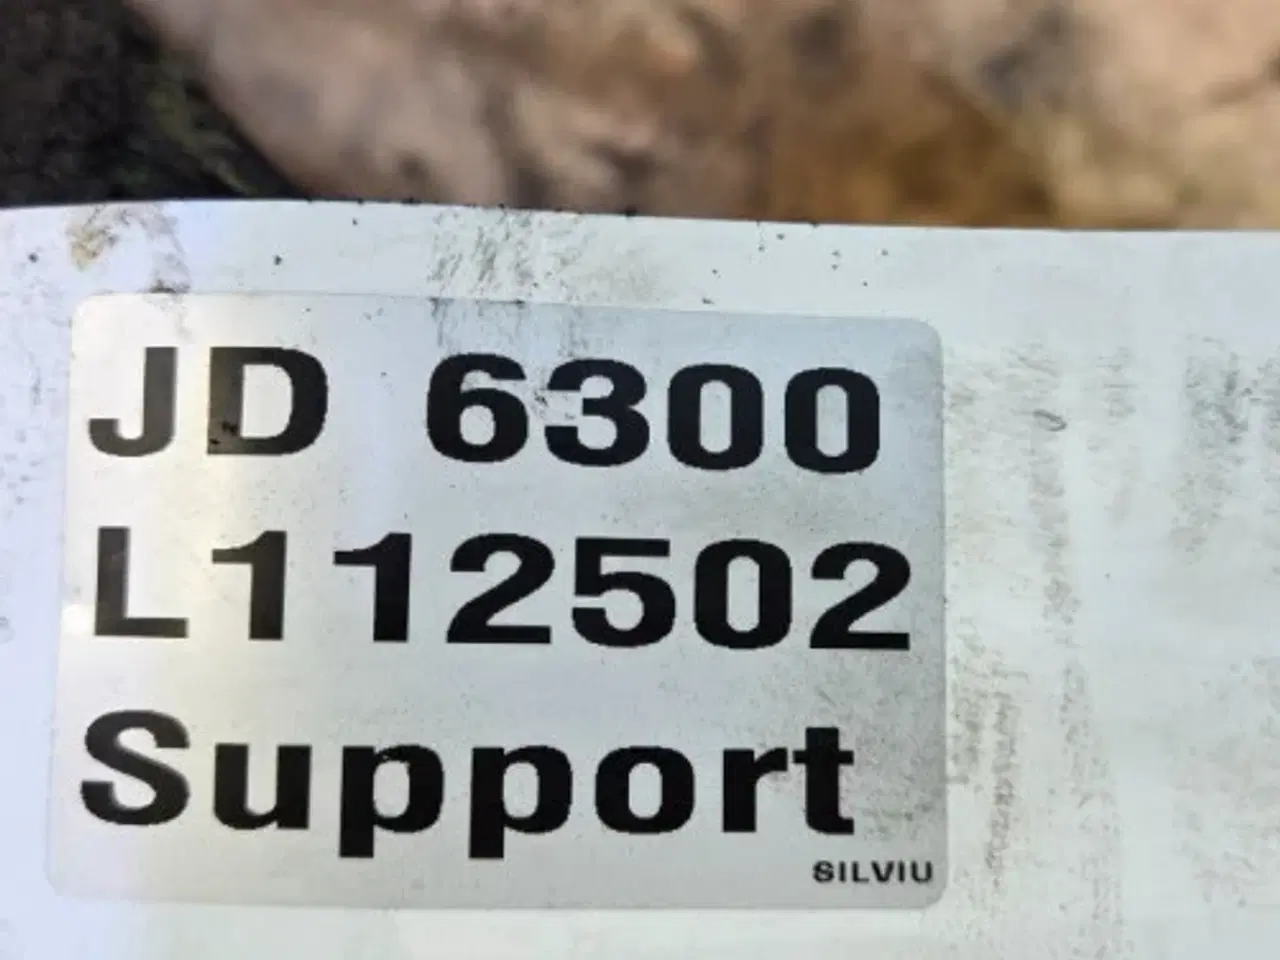 JD 6300
L112502
Support
SILVIU